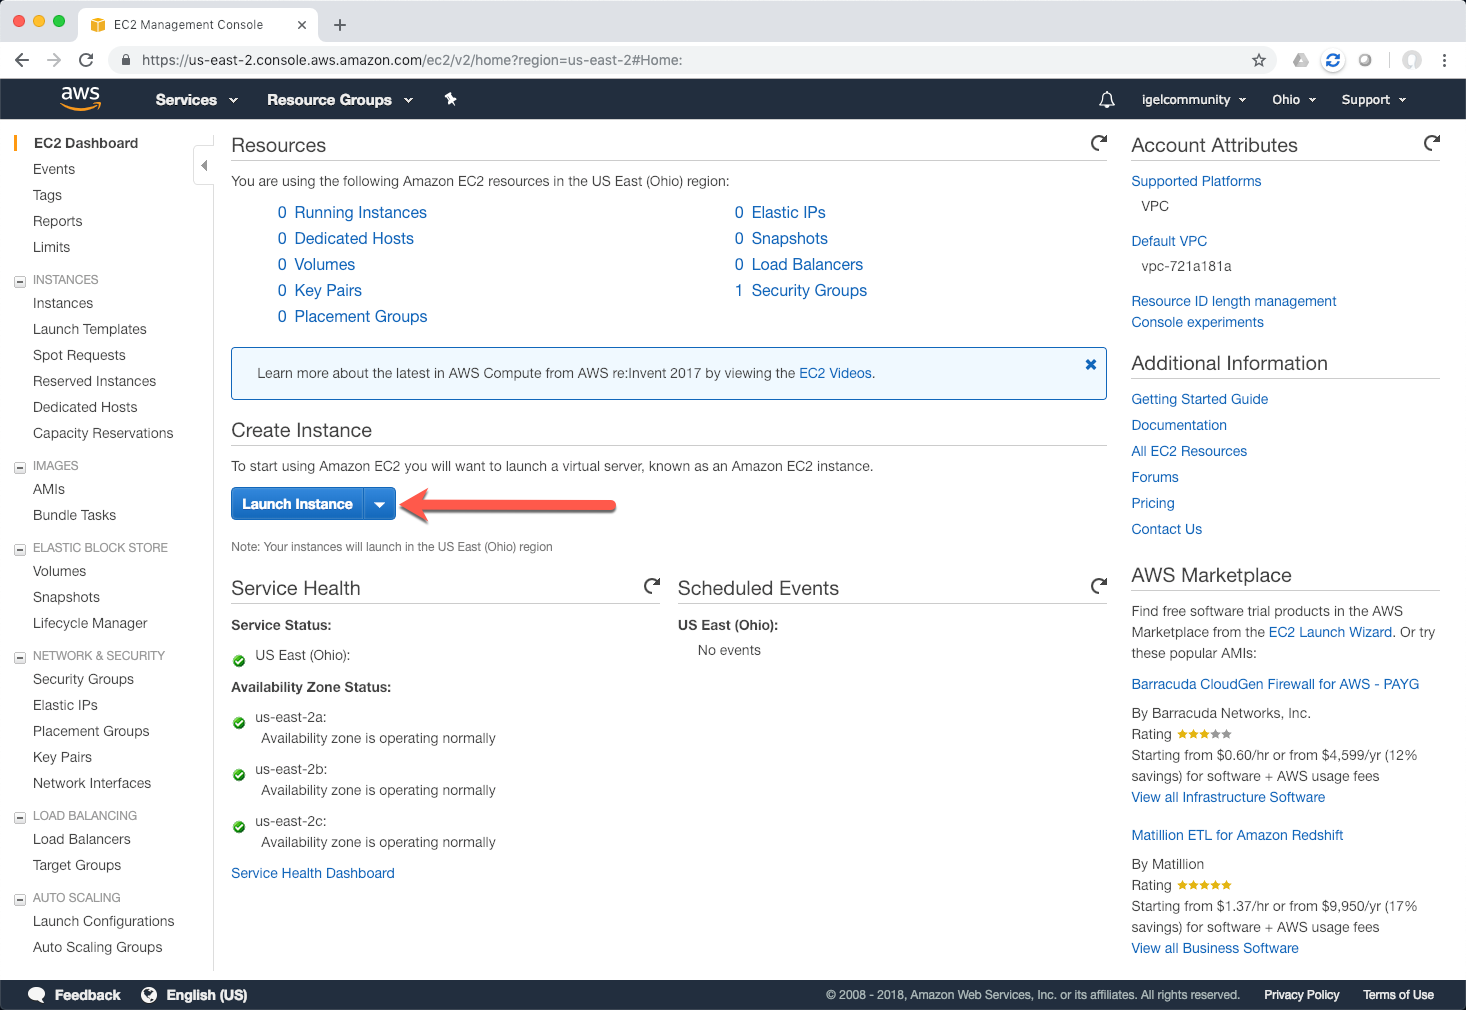 EC2 Management Console
https://us-east-2.console.aws.amazon.com/ec2/v2/home?region=us-east-2#Home:
aws Services Resource Groups igelcommunity Ohio Support
EC2 Dashboard
Events
Tags
Reports
Limits
INSTANCES
Instances
Launch Templates
Spot Requests
Reserved Instances
Dedicated Hosts
Capacity Reservations
IMAGES
AMIs
Bundle Tasks
ELASTIC BLOCK STORE
Volumes
Snapshots
Lifecycle Manager
NETWORK & SECURITY
Security Groups
Elastic IPs
Placement Groups
Key Pairs
Network Interfaces
LOAD BALANCING
Load Balancers
Target Groups
AUTO SCALING
Launch Configurations
Auto Scaling Groups
Resources
You are using the following Amazon EC2 resources in the US East (Ohio) region:
0 Running Instances
0 Dedicated Hosts
0 Volumes
0 Key Pairs
0 Placement Groups
0 Elastic IPs
0 Snapshots
0 Load Balancers
1 Security Groups
Learn more about the latest in AWS Compute from AWS re:Invent 2017 by viewing the EC2 Videos.
Create Instance
To start using Amazon EC2 you will want to launch a virtual server, known as an Amazon EC2 instance.
Launch Instance
Note: Your instances will launch in the US East (Ohio) region
Service Health
Service Status:
US East (Ohio):
Availability Zone Status:
us-east-2a:
Availability zone is operating normally
us-east-2b:
Availability zone is operating normally
us-east-2c:
Availability zone is operating normally
Service Health Dashboard
Scheduled Events
US East (Ohio):
No events
Account Attributes
Supported Platforms
VPC
Default VPC
vpc-721a181a
Resource ID length management
Console experiments
Additional Information
Getting Started Guide
Documentation
All EC2 Resources
Forums
Pricing
Contact Us
AWS Marketplace
Find free software trial products in the AWS
Marketplace from the EC2 Launch Wizard. Or try
these popular AMIs:
Barracuda CloudGen Firewall for AWS - PAYG
By Barracuda Networks, Inc.
Rating
Starting from $0.60/hr or from $4,599/yr (12%
savings) for software + AWS usage fees
View all Infrastructure Software
Matillion ETL for Amazon Redshift
By Matillion
Rating
Starting from $1.37/hr or from $9,950/yr (17%
savings) for software + AWS usage fees
View all Business Software
Feedback English (US) © 2008 - 2018, Amazon Web Services, Inc. or its affiliates. All rights reserved. Privacy Policy Terms of Use